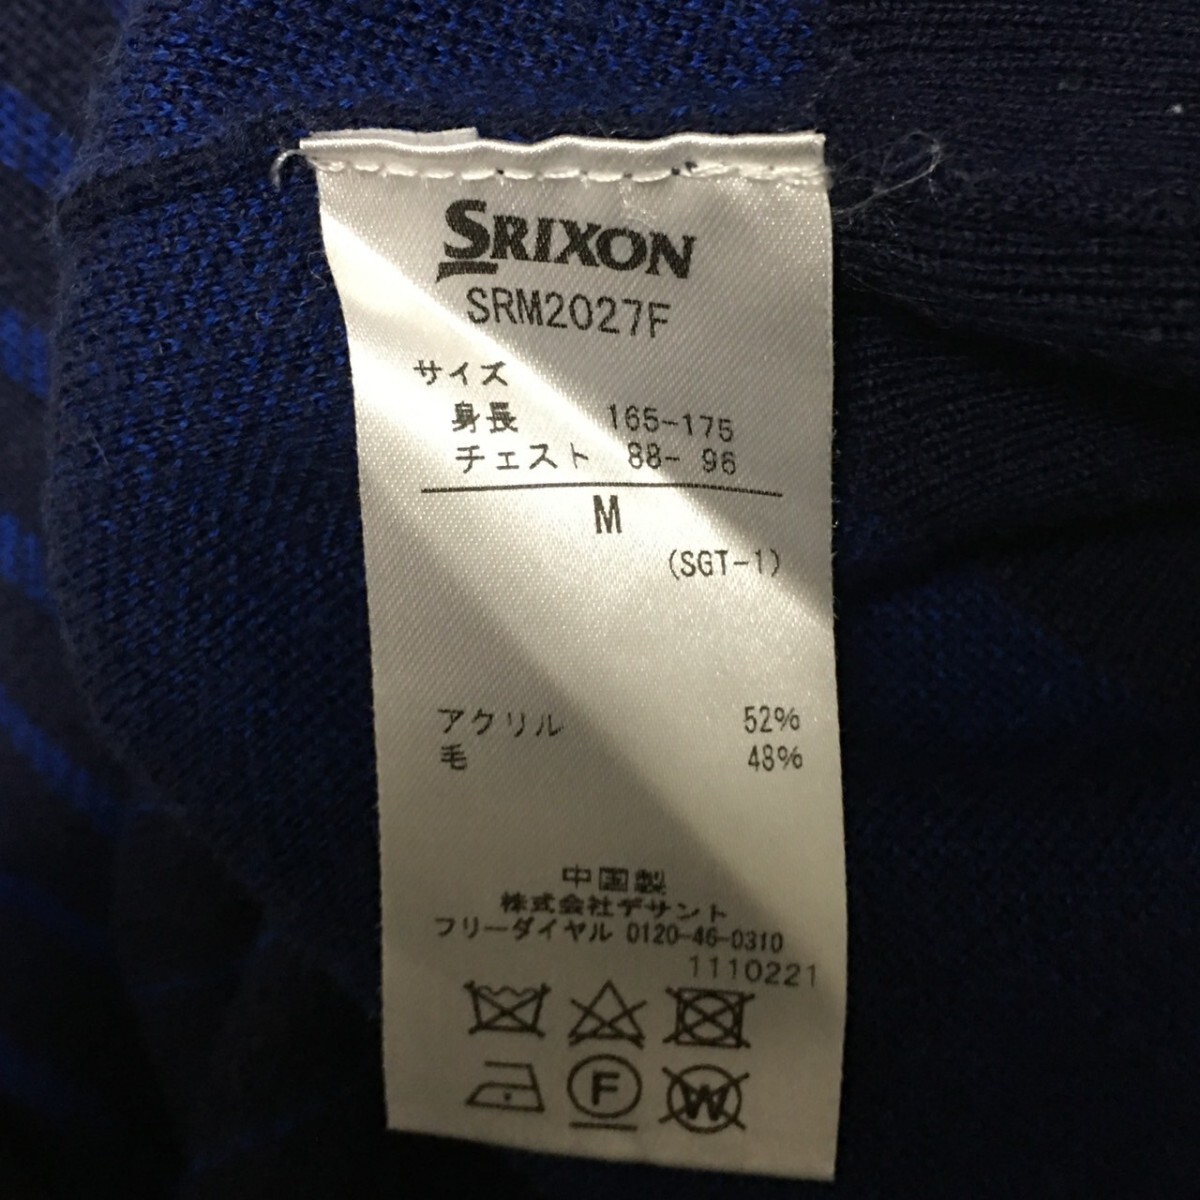 SRIXON
SRM2027F
サイズ
身長 165-175
チェスト 88- 96
M
(SGT-1)
アクリル 52%
毛 48%
中国製
株式会社デサント
フリーダイヤル 0120-46-0310
1110221
F
W